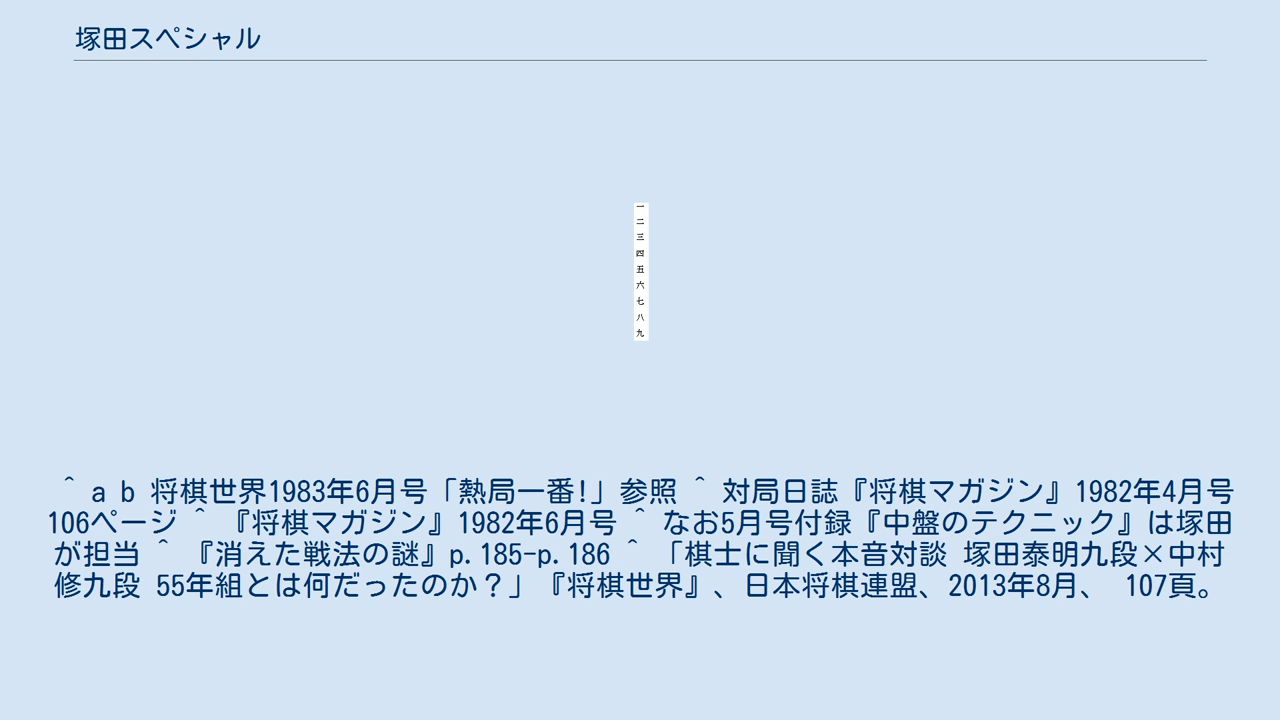 塚田スペシャル
一
二
三
四
五
六
七
八
九
^ a b 将棋世界1983年6月号「熱局一番!」参照 ^ 対局日誌『将棋マガジン』1982年4月号
106ページ ^ 『将棋マガジン』1982年6月号 ^ なお5月号付録『中盤のテクニック』は塚田
が担当 ^ 『消えた戦法の謎』p.185-p.186 ^ 「棋士に聞く本音対談 塚田泰明九段×中村
修九段 55年組とは何だったのか？」『将棋世界』、日本将棋連盟、2013年8月、 107頁。